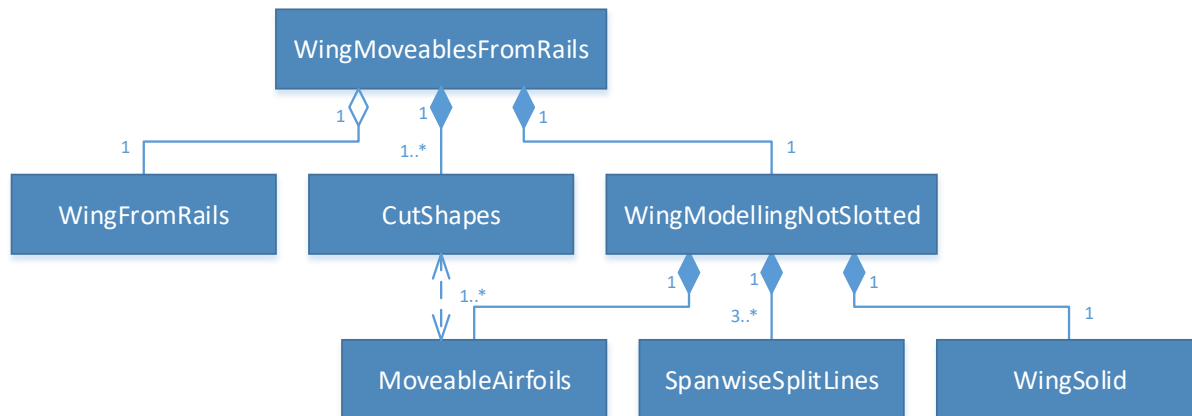 WingMoveablesFromRails
1 1 1
1 1..* 1
WingFromRails CutShapes WingModellingNotSlotted
1 1 1
1..* 3..* 1
MoveableAirfoils SpanwiseSplitLines WingSolid